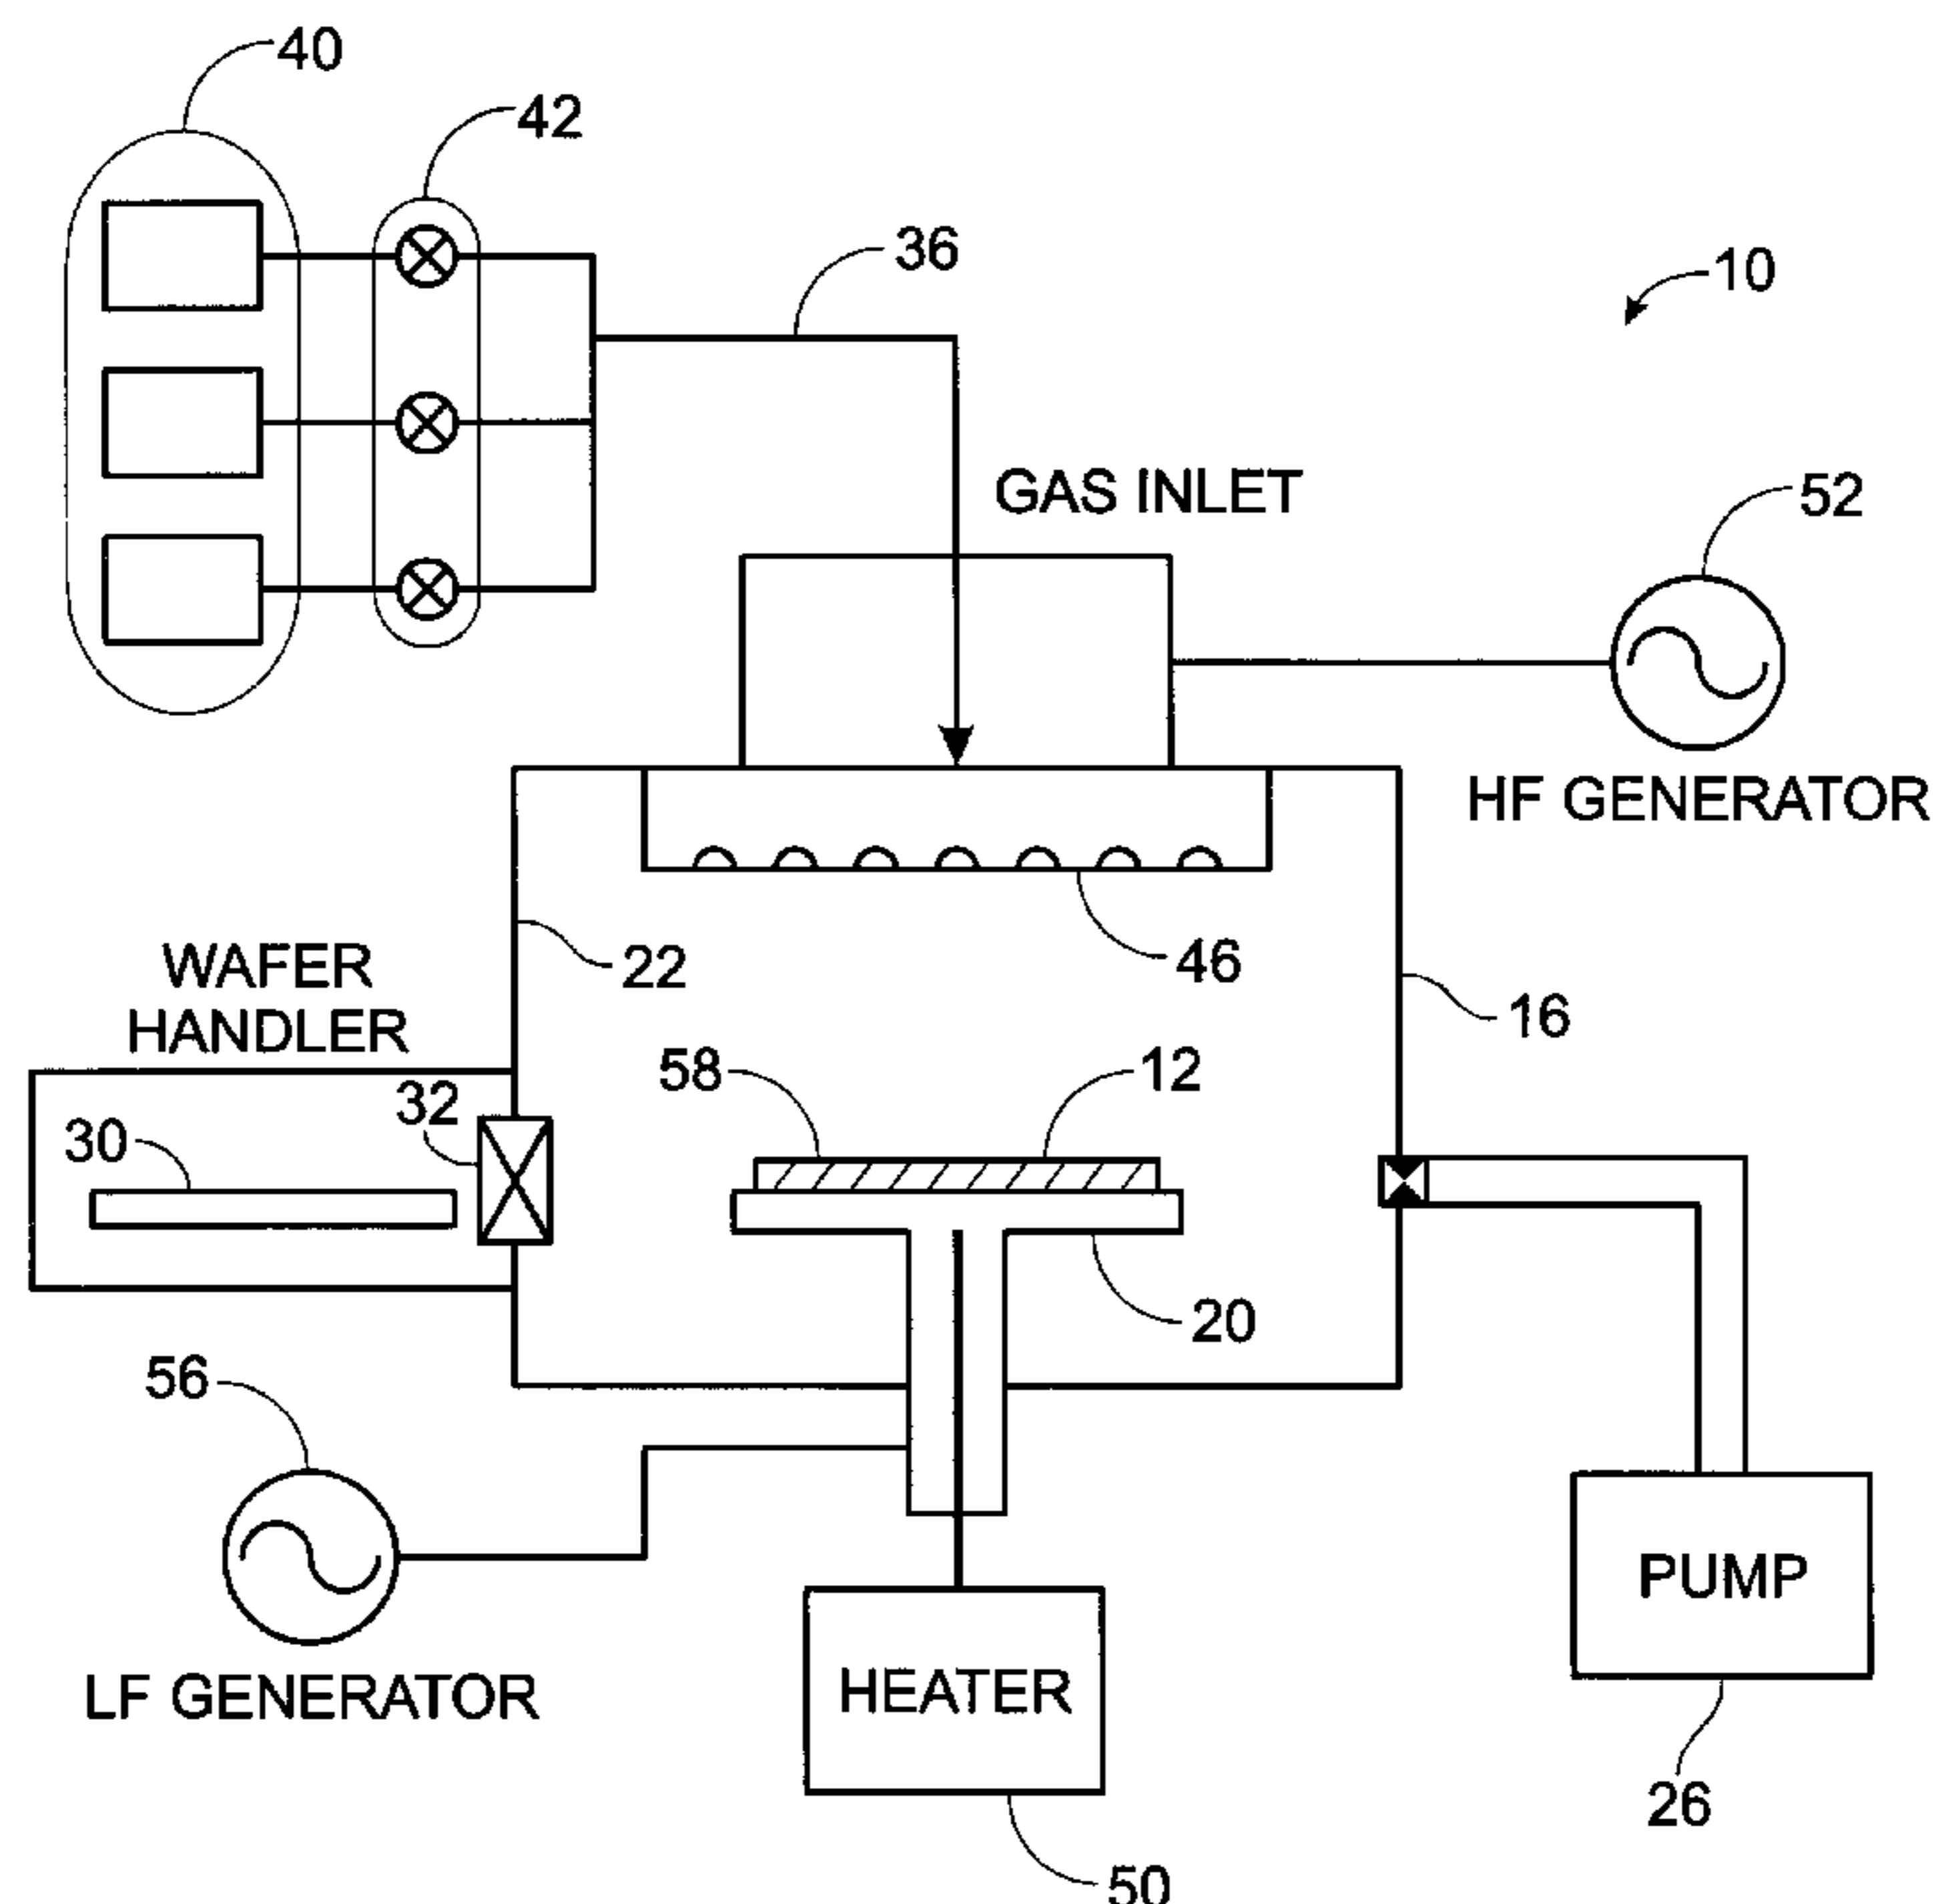 40
42
36
10
GAS INLET
52
HF GENERATOR
22
46
WAFER
HANDLER
16
58
12
32
30
20
56
PUMP
LF GENERATOR
HEATER
26
50